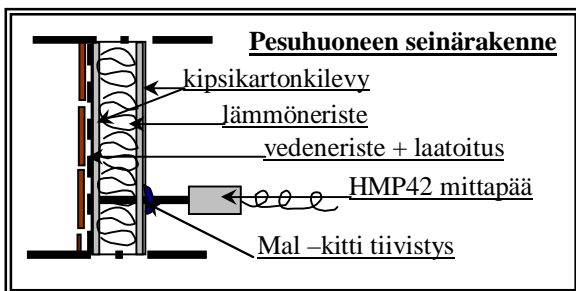 Pesuhuoneen seinärakenne
kipsikartonkilevy
lämmöneriste
vedeneriste + laatoitus
HMP42 mittapää
Mal –kitti tiivistys